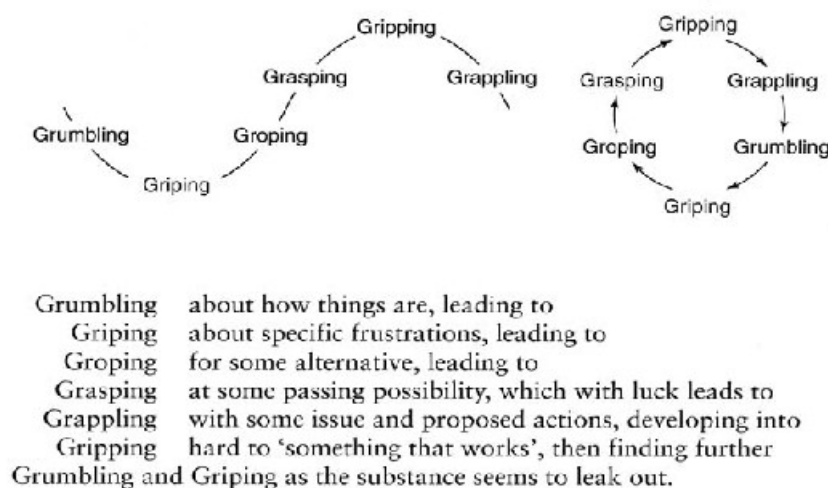 Gripping
Grasping
Grappling
Grumbling
Groping
Griping
Gripping
Grasping
Grappling
Groping
Grumbling
Griping
Grumbling about how things are, leading to
Griping about specific frustrations, leading to
Groping for some alternative, leading to
Grasping at some passing possibility, which with luck leads to
Grappling with some issue and proposed actions, developing into
Gripping hard to ‘something that works’, then finding further
Grumbling and Griping as the substance seems to leak out.